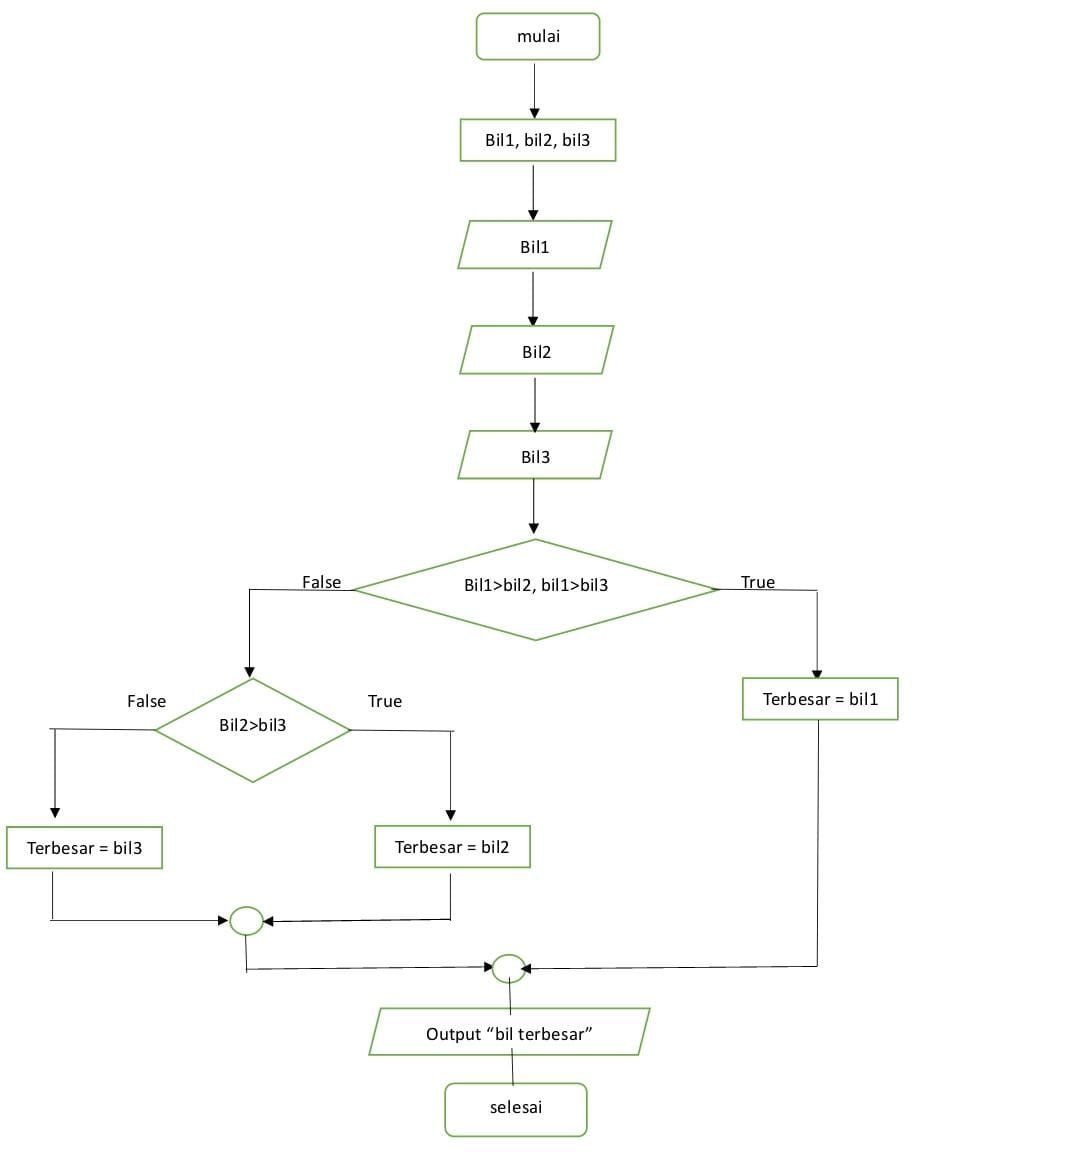 mulai
Bil1, bil2, bil3
Bil1
Bil2
Bil3
Bil1>bil2, bil1>bil3
False
True
Bil2>bil3
False
True
Terbesar = bil1
Terbesar = bil3
Terbesar = bil2
Output “bil terbesar”
selesai